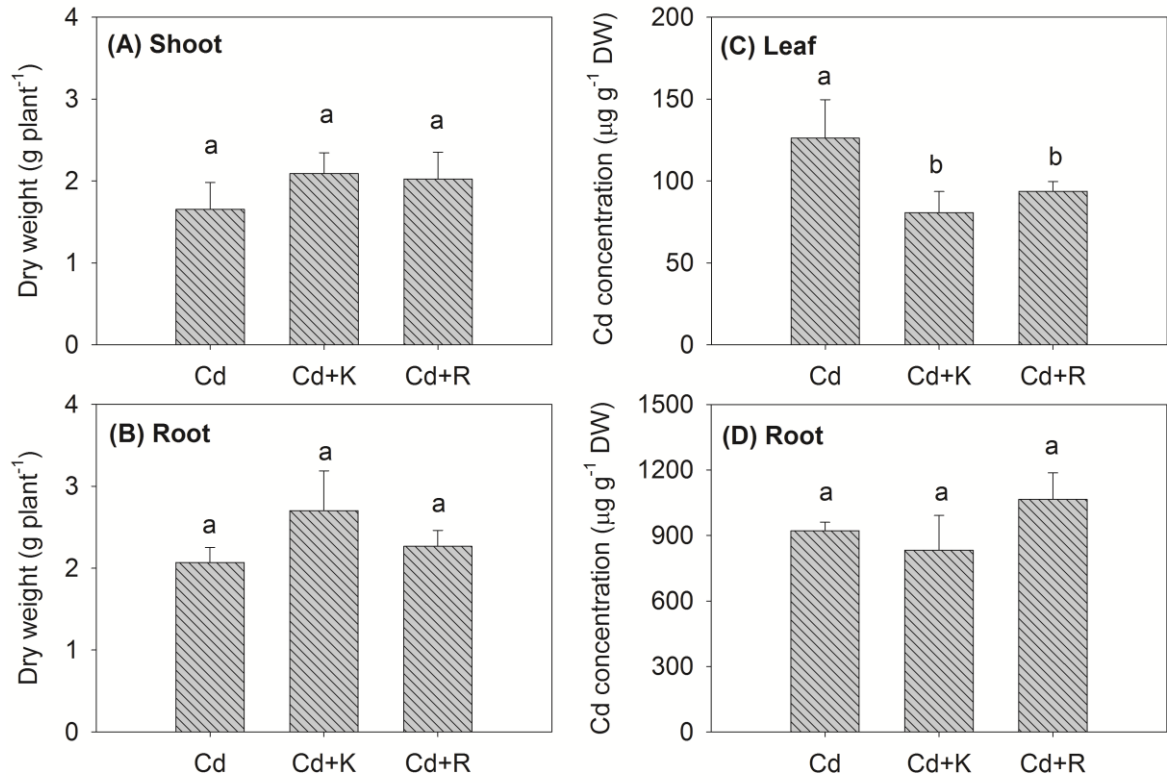 (A) Shoot
Dry weight (g plant⁻¹)
4
3
2
1
0
a
a
a
Cd
Cd+K
Cd+R
(C) Leaf
Cd concentration (μg g⁻¹ DW)
200
150
100
50
0
a
b
b
Cd
Cd+K
Cd+R
(B) Root
Dry weight (g plant⁻¹)
4
3
2
1
0
a
a
a
Cd
Cd+K
Cd+R
(D) Root
Cd concentration (μg g⁻¹ DW)
1500
1200
900
600
300
0
a
a
a
Cd
Cd+K
Cd+R